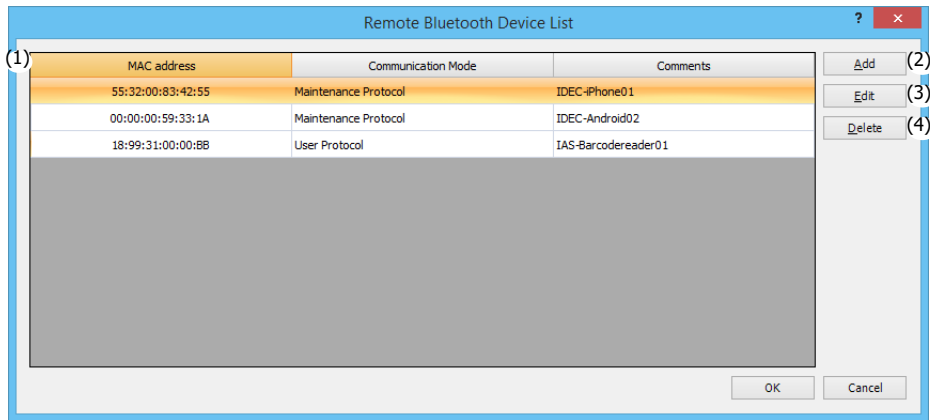 Remote Bluetooth Device List ? ×
(1) MAC address Communication Mode Comments Add (2)
55:32:00:83:42:55 Maintenance Protocol IDEC-iPhone01 Edit (3)
00:00:00:59:33:1A Maintenance Protocol IDEC-Android02 Delete (4)
18:99:31:00:00:BB User Protocol IAS-Barcodereader01
OK Cancel